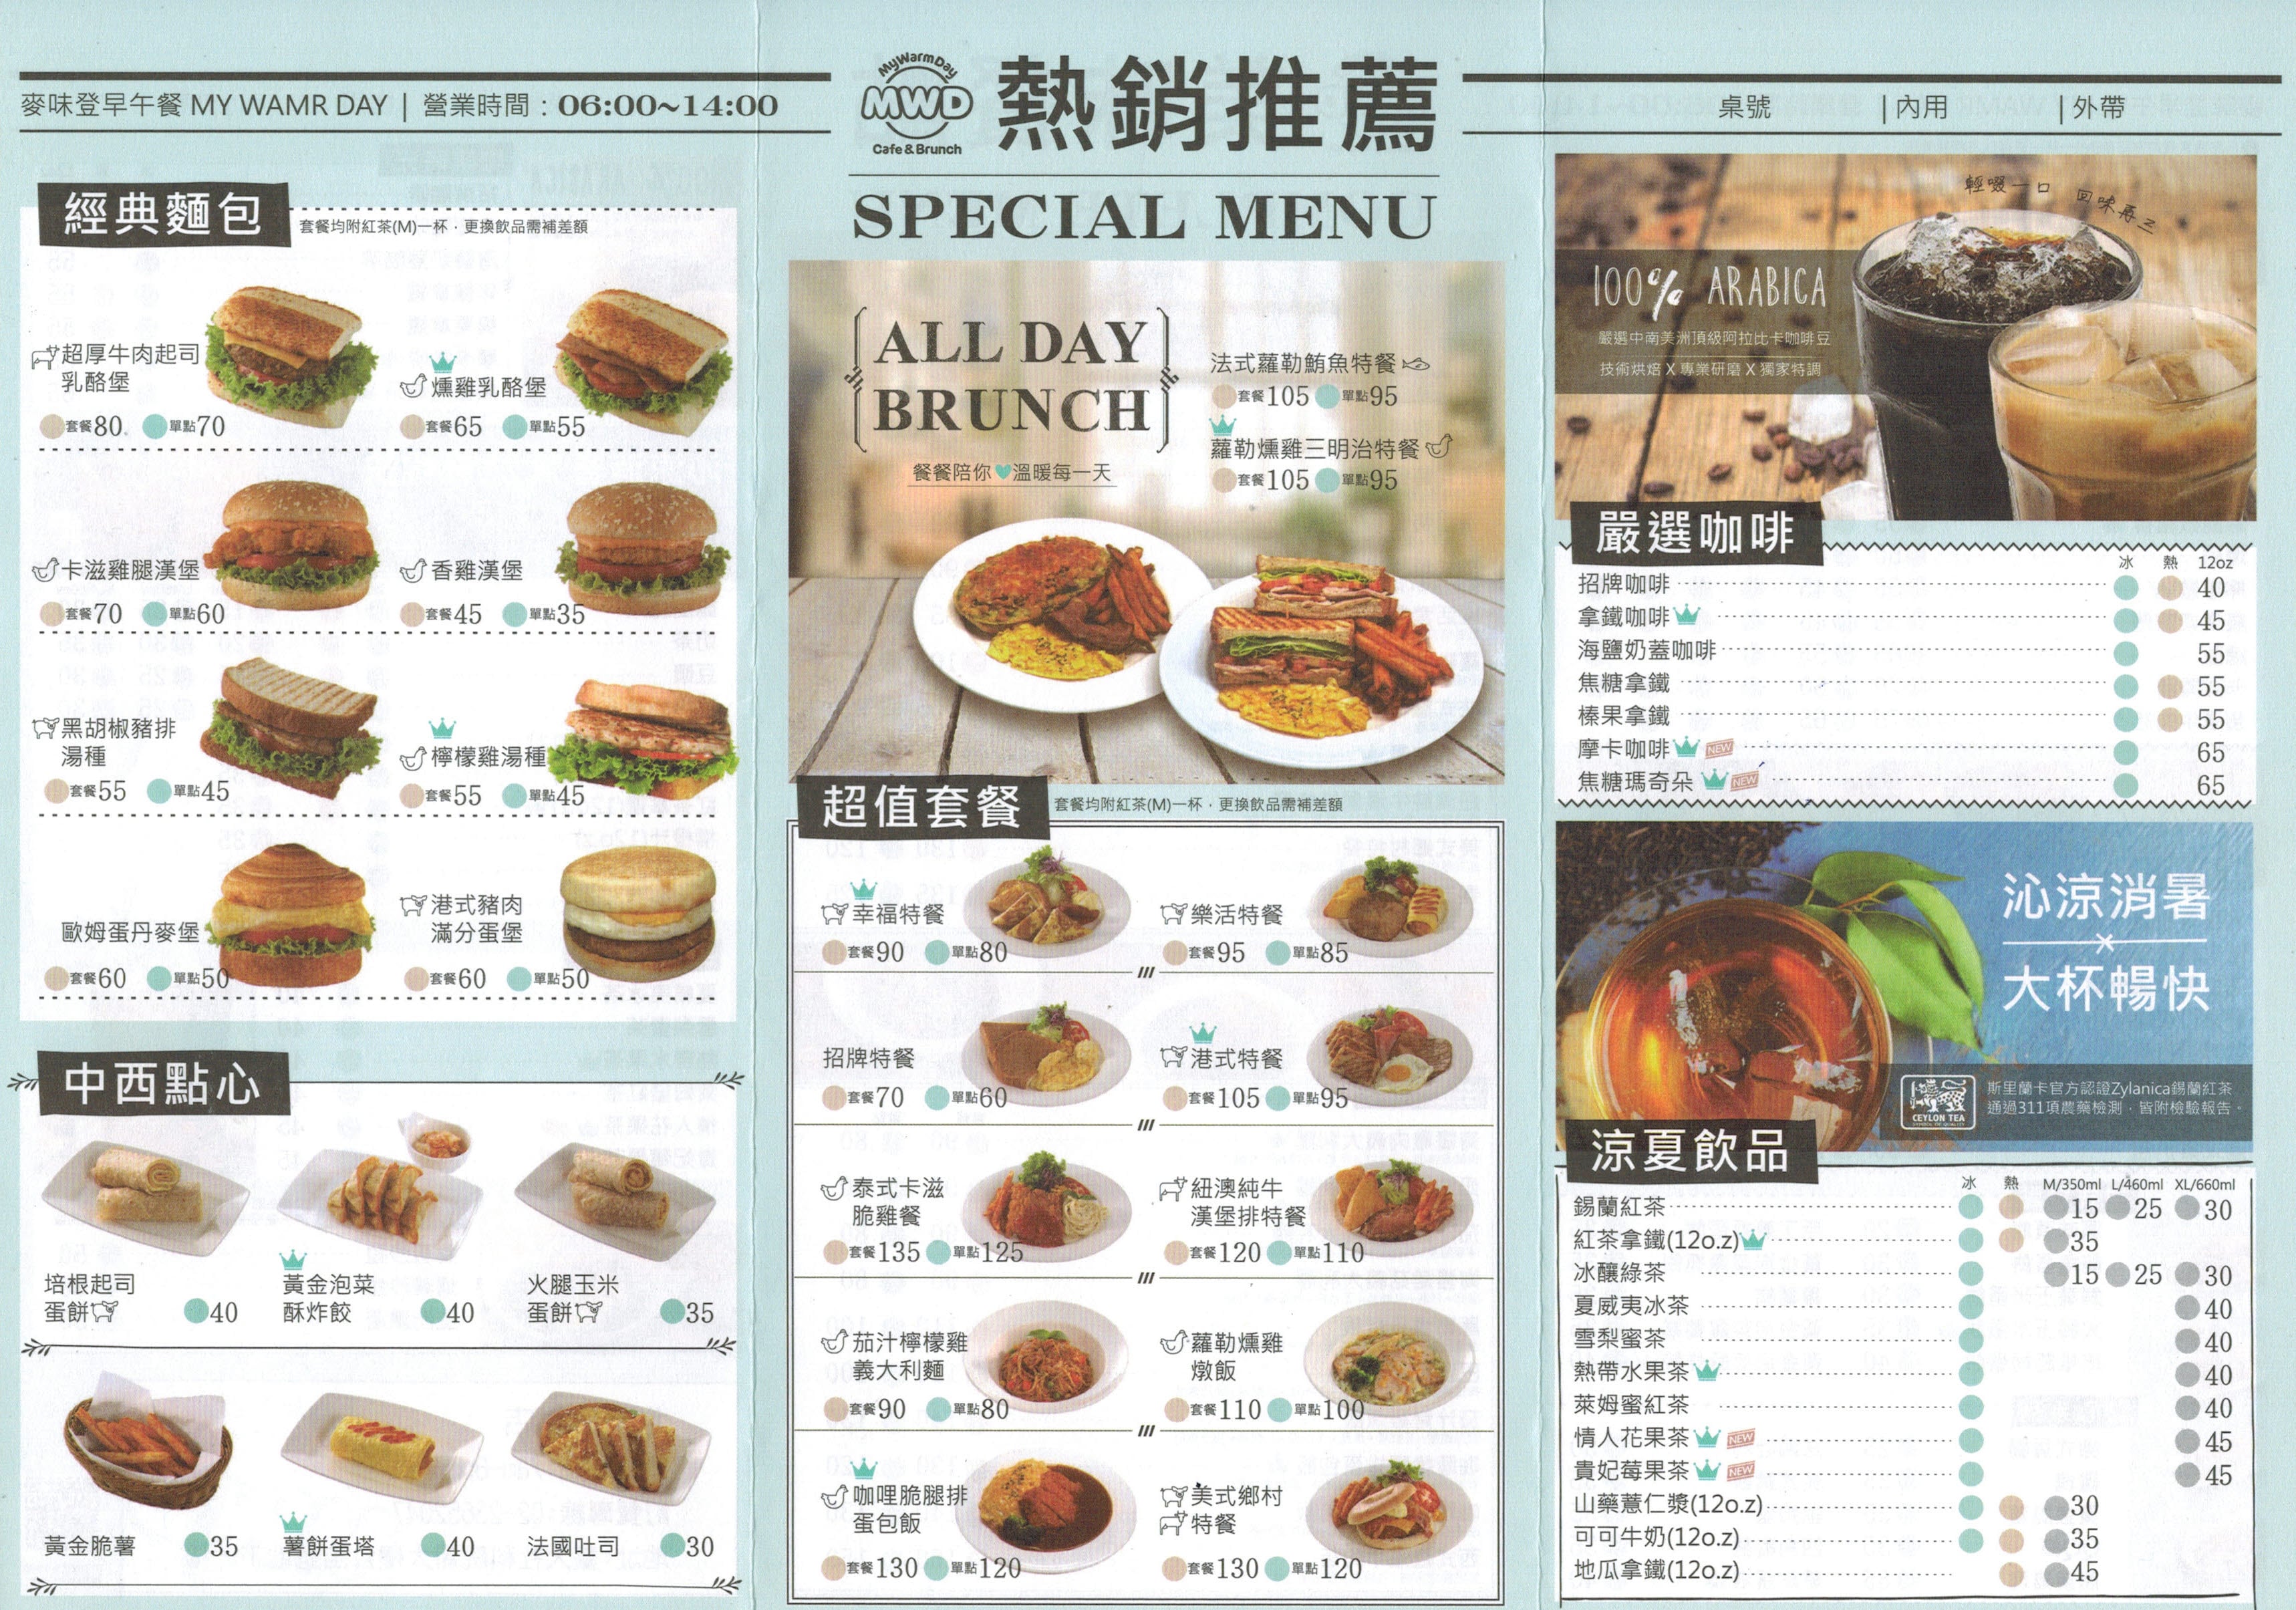 麥味登早午餐 MY WAMR DAY | 營業時間:06:00~14:00
MyWarmDay
MWD
Cafe & Brunch
熱銷推薦
SPECIAL MENU
桌號 |內用 |外帶
經典麵包
套餐均附紅茶(M)一杯,更換飲品需補差額
超厚牛肉起司
乳酪堡
套餐80 單點70
燻雞乳酪堡
套餐65 單點55
卡滋雞腿漢堡
套餐70 單點60
香雞漢堡
套餐45 單點35
黑胡椒豬排
湯種
套餐55 單點45
檸檬雞湯種
套餐55 單點45
歐姆蛋丹麥堡
套餐60 單點50
港式豬肉
滿分蛋堡
套餐60 單點50
中西點心
培根起司
蛋餅 40
黃金泡菜
酥炸餃 40
火腿玉米
蛋餅 35
黃金脆薯 35
薯餅蛋塔 40
法國吐司 30
ALL DAY
BRUNCH
餐餐陪你♥溫暖每一天
法式蘿勒鮪魚特餐
套餐105 單點95
蘿勒燻雞三明治特餐
套餐105 單點95
超值套餐
套餐均附紅茶(M)一杯,更換飲品需補差額
幸福特餐
套餐90 單點80
樂活特餐
套餐95 單點85
招牌特餐
套餐70 單點60
港式特餐
套餐105 單點95
泰式卡滋
脆雞餐
套餐135 單點125
紐澳純牛
漢堡排特餐
套餐120 單點110
茄汁檸檬雞
義大利麵
套餐90 單點80
蘿勒燻雞
燉飯
套餐110 單點100
咖哩脆腿排
蛋包飯
套餐130 單點120
美式鄉村
特餐
套餐130 單點120
輕啜一口 回味再三
100% ARABICA
嚴選中南美洲頂級阿拉比卡咖啡豆
技術烘焙 X 專業研磨 X 獨家特調
嚴選咖啡
冰 熱 12oz
招牌咖啡 40
拿鐵咖啡 45
海鹽奶蓋咖啡 55
焦糖拿鐵 55
榛果拿鐵 55
摩卡咖啡 NEW 65
焦糖瑪奇朵 NEW 65
沁涼消暑
×
大杯暢快
CEYLON TEA
SYMBOL OF QUALITY
斯里蘭卡官方認證Zylanica錫蘭紅茶
通過311項農藥檢測,皆附檢驗報告。
涼夏飲品
冰 熱 M/350ml L/460ml XL/660ml
錫蘭紅茶 15 25 30
紅茶拿鐵(12o.z) 35
冰釀綠茶 15 25 30
夏威夷冰茶 40
雪梨蜜茶 40
熱帶水果茶 40
萊姆蜜紅茶 40
情人花果茶 NEW 45
貴妃莓果茶 NEW 45
山藥薏仁漿(12o.z) 30
可可牛奶(12o.z) 35
地瓜拿鐵(12o.z) 45